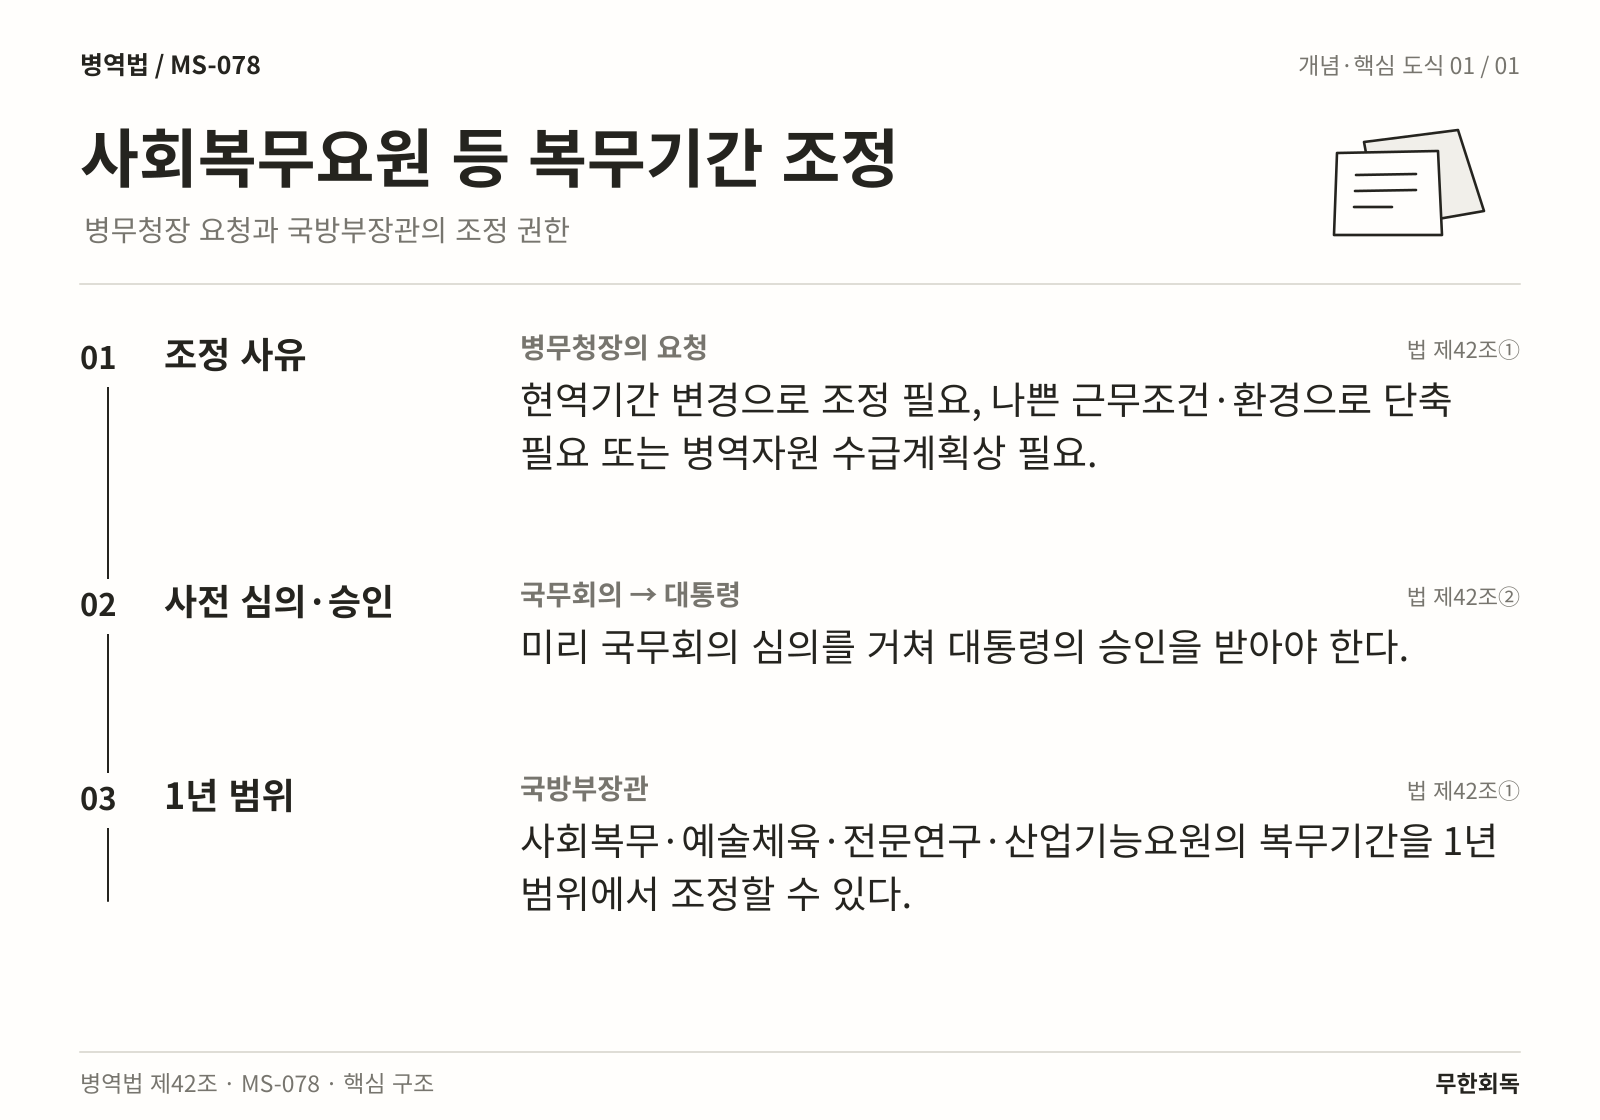 병역법 / MS-078
개념·핵심 도식 01 / 01
사회복무요원 등 복무기간 조정
병무청장 요청과 국방부장관의 조정 권한
01
조정 사유
병무청장의 요청
법 제42조①
현역기간 변경으로 조정 필요, 나쁜 근무조건·환경으로 단축
필요 또는 병역자원 수급계획상 필요.
02
사전 심의·승인
국무회의 → 대통령
법 제42조②
미리 국무회의 심의를 거쳐 대통령의 승인을 받아야 한다.
03
1년 범위
국방부장관
법 제42조①
사회복무·예술체육·전문연구·산업기능요원의 복무기간을 1년
범위에서 조정할 수 있다.
병역법 제42조 · MS-078 · 핵심 구조
무한회독